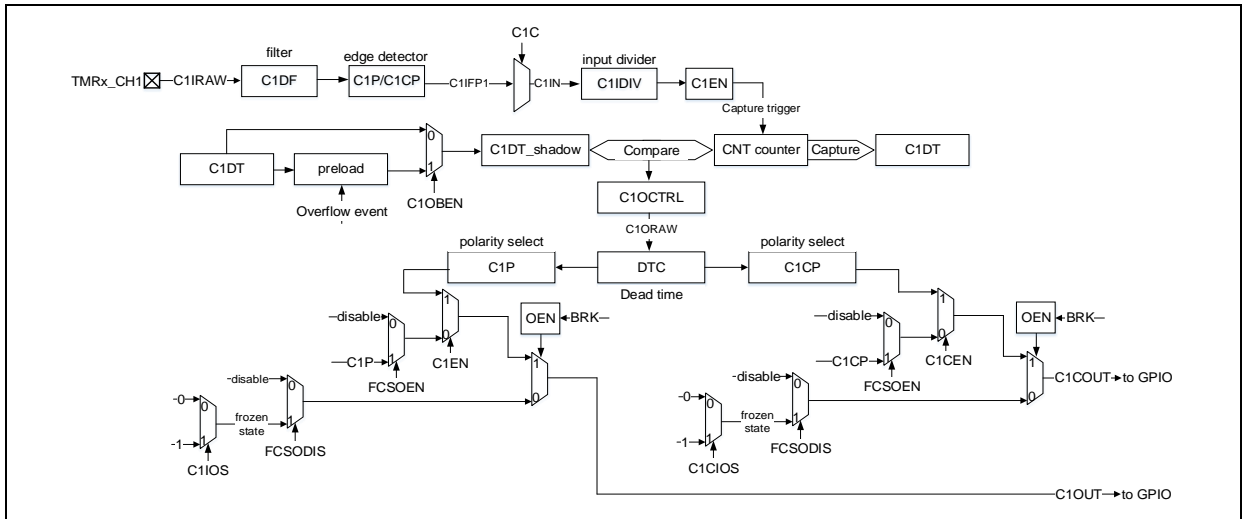 C1C
filter
edge detector
input divider
TMRx_CH1
C1IRAW
C1DF
C1P/C1CP
C1IFP1
C1IN
C1IDIV
C1EN
Capture trigger
0
C1DT
preload
1
C1DT_shadow
Compare
CNT counter
Capture
C1DT
C1OBEN
Overflow event
C1OCTRL
C1ORAW
polarity select
polarity select
C1P
DTC
C1CP
Dead time
1
1
disable
0
OEN
BRK
disable
0
OEN
BRK
0
0
C1P
1
C1EN
1
C1CP
1
C1CEN
1
FCSOEN
FCSOEN
disable
0
disable
0
C1COUT
to GPIO
0
0
0
0
0
0
frozen
state
1
frozen
state
1
1
1
FCSODIS
FCSODIS
C1IOS
C1CIOS
C1OUT
to GPIO